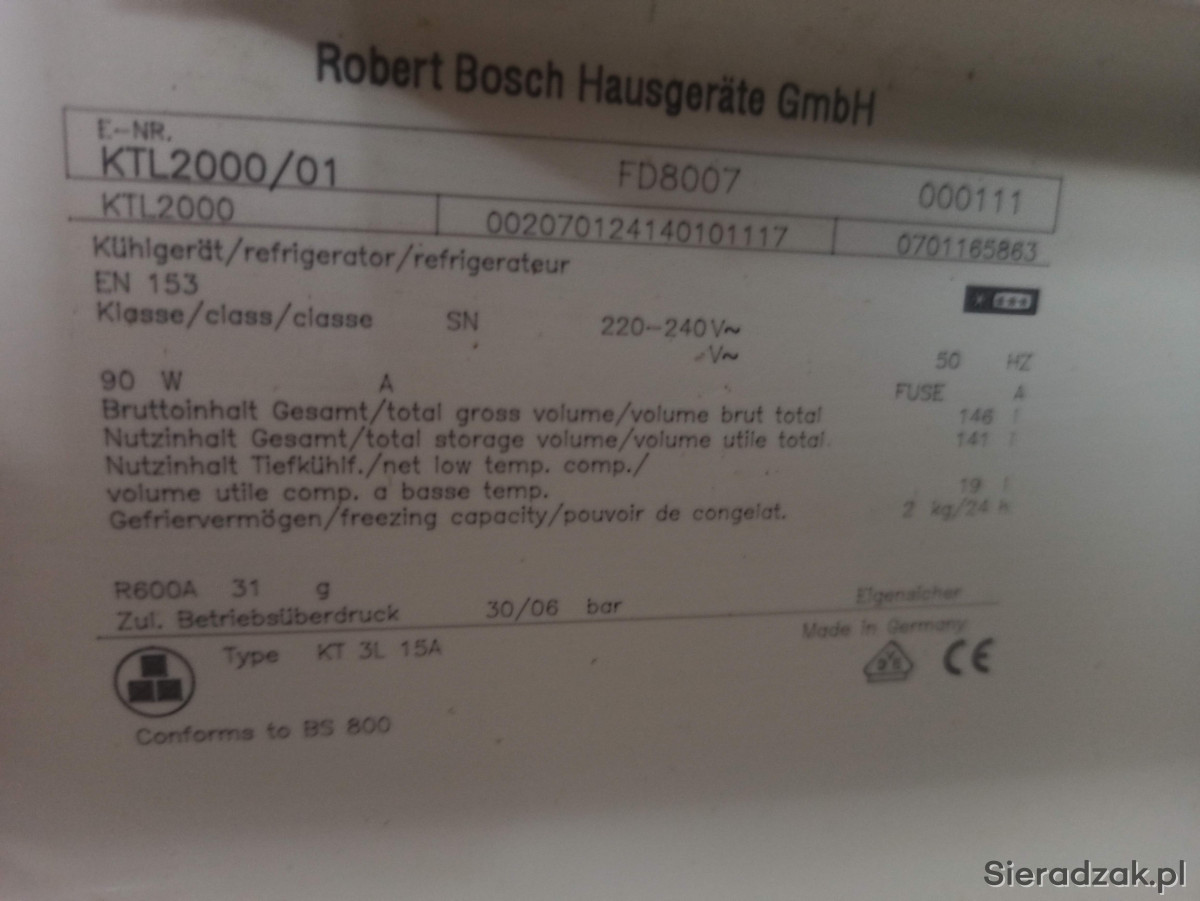 Robert Bosch Hausgeräte GmbH
E-NR.
KTL2000/01 FD8007 000111
KTL2000 002070124140101117 0701165863
Kühlgerät/refrigerator/refrigerateur
EN 153
Klasse/class/classe SN 220-240V~
V~
50 HZ
90 W A FUSE A
Bruttoinhalt Gesamt/total gross volume/volume brut total 146 l
Nutzinhalt Gesamt/total storage volume/volume utile total. 141 l
Nutzinhalt Tiefkühlf./net low temp. comp./
volume utile comp. a basse temp. 19 l
Gefriervermögen/freezing capacity/pouvoir de congelat. 2 kg/24 h
R600A 31 g
Zul. Betriebsüberdruck 30/06 bar Eigensicher
Made in Germany
Type KT 3L 15A
CE
Conforms to BS 800
Sieradzak.pl